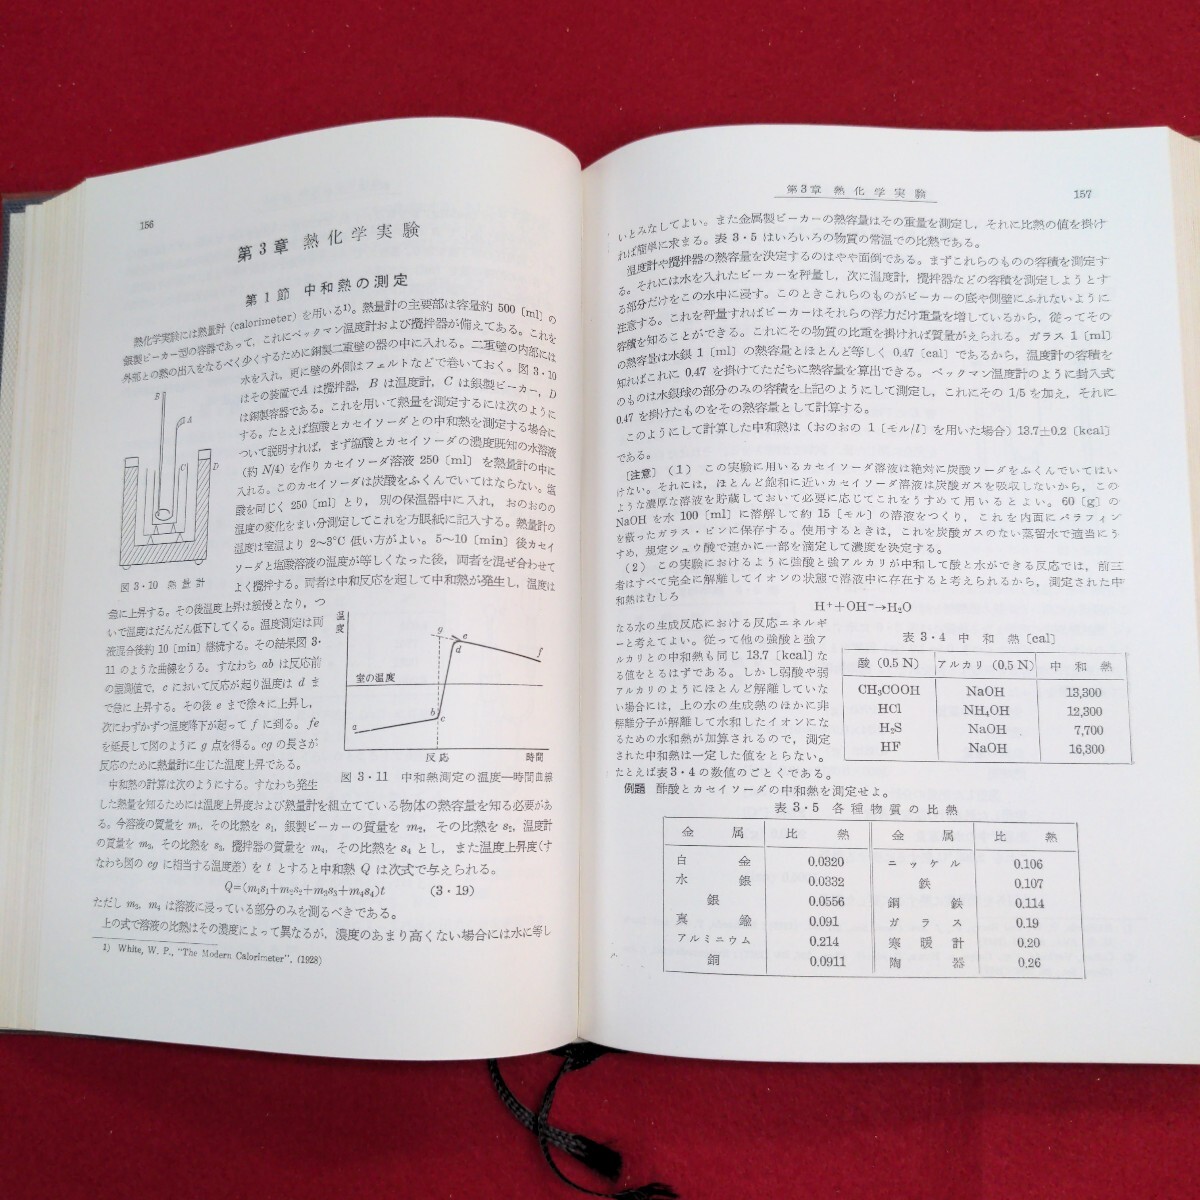 156
第3章 熱化学実験
第1節 中和熱の測定
熱化学実験には熱量計 (calorimeter) を用いる1)。熱量計の主要部は容量約 500 〔ml〕 の
銀製ビーカー型の容器であって，これにベックマン温度計および攪拌器が備えてある。これを
外部との熱の出入をなるべく少くするために銅製二重壁の器の中に入れる。二重壁の内部には
水を入れ，更に壁の外側はフェルトなどで巻いておく。図 3・10
はその装置で A は攪拌器， B は温度計， C は銀製ビーカー， D
は銅製容器である。これを用いて熱量を測定するには次のように
する。たとえば塩酸とカセイソーダとの中和熱を測定する場合に
ついて説明すれば，まず塩酸とカセイソーダの濃度既知の水溶液
(約 N/4) を作りカセイソーダ溶液 250 〔ml〕 を熱量計の中に
入れる。このカセイソーダは炭酸をふくんでいてはならない。塩
酸を同じく 250 〔ml〕 とり， 別の保温器中に入れ， おのおのの
温度の変化をまい分測定してこれを方眼紙に記入する。熱量計の
温度は室温より 2〜3°C 低い方がよい。5〜10 〔min〕 後カセイ
ソーダと塩酸溶液の温度が等しくなった後，両者を混ぜ合わせて
よく攪拌する。両者は中和反応を起して中和熱が発生し，温度は
B
A
C
D
図 3・10 熱量計
急に上昇する。その後温度上昇は緩慢となり，つ
いで温度はだんだん低下してくる。温度測定は両
液混合後約 10 〔min〕 継続する。その結果図 3・
11 のような曲線をうる。すなわち ab は反応前
の温測値で，c において反応が起り温度は d ま
で急に上昇する。その後 e まで徐々に上昇し，
次にわずかずつ温度降下が起って f に到る。 fe
を延長して図のように g 点を得る。cg の長さが
反応のために熱量計に生じた温度上昇である。
温度
室の温度
a
b
c
g
d
e
f
反応
時間
図 3・11 中和熱測定の温度—時間曲線
中和熱の計算は次のようにする。すなわち発生
した熱量を知るためには温度上昇度および熱量計を組立てている物体の熱容量を知る必要があ
る。今溶液の質量を m₁, その比熱を s₁, 銀製ビーカーの質量を m₂, その比熱を s₂, 温度計
の質量を m₃, その比熱を s₃, 攪拌器の質量を m₄, その比熱を s₄ とし，また温度上昇度(す
なわち図の cg に相当する温度差) を t とすると中和熱 Q は次式で与えられる。
Q=(m₁s₁+m₂s₂+m₃s₃+m₄s₄)t (3・19)
ただし m₃, m₄ は溶液に浸っている部分のみを測るべきである。
上の式で溶液の比熱はその濃度によって異なるが，濃度のあまり高くない場合には水に等し
1) White, W. P., "The Modern Calorimeter", (1928)
第3章 熱化学実験
157
いとみなしてよい。また金属製ビーカーの熱容量はその重量を測定し，それに比熱の値を掛け
れば簡単に求まる。表 3・5 はいろいろの物質の常温での比熱である。
温度計や攪拌器の熱容量を決定するのはやや面倒である。まずこれらのものの容積を測定す
る。それには水を入れたビーカーを秤量し，次に温度計，攪拌器などの容積を測定しようとす
る部分だけをこの水中に浸す。このときこれらのものがビーカーの底や側壁にふれないように
注意する。これを秤量すればビーカーはそれらの浮力だけ重量を増しているから，従ってその
容積を知ることができる。これにその物質の比重を掛ければ質量がえられる。ガラス 1 〔ml〕
の熱容量は水銀 1 〔ml〕 の熱容量とほとんど等しく 0.47 〔cal〕 であるから，温度計の容積を
知ればこれに 0.47 を掛けてただちに熱容量を算出できる。 ベックマン温度計のように封入式
のものは水銀球の部分のみの容積を上記のようにして測定し，これにその 1/5 を加え，それに
0.47 を掛けたものをその熱容量として計算する。
このようにして計算した中和熱は (おのおの 1 〔モル/l〕 を用いた場合) 13.7±0.2 〔kcal〕
である。
〔注意〕 (1) この実験に用いるカセイソーダ溶液は絶対に炭酸ソーダをふくんでいてはい
けない。それには，ほとんど飽和に近いカセイソーダ溶液は炭酸ガスを吸収しないから，この
ような濃厚な溶液を貯蔵しておいて必要に応じてこれをうすめて用いるとよい。60 〔g〕 の
NaOH を水 100 〔ml〕 に溶解して約 15 〔モル〕 の溶液をつくり，これを内面にパラフィン
を蔽ったガラス・ビンに保存する。使用するときは，これを炭酸ガスのない蒸留水で適当にう
すめ，規定シュウ酸で速かに一部を滴定して濃度を決定する。
(2) この実験におけるように強酸と強アルカリが中和して酸と水ができる反応では，前三
者はすべて完全に解離してイオンの状態で溶液中に存在すると考えられるから，測定された中
和熱はむしろ
H⁺+OH⁻→H₂O
なる水の生成反応における反応エネルギ
ーと考えてよい。従って他の強酸と強ア
ルカリとの中和熱も同じ 13.7 〔kcal〕 な
る値をとるはずである。しかし弱酸や弱
アルカリのようにほとんど解離していな
い場合には，上の水の生成熱のほかに非
解離分子が解離して水和したイオンにな
るための水和熱が加算されるので，測定
された中和熱は一定した値をとらない。
たとえば表3・4の数値のごとくである。
表 3・4 中和熱〔cal〕
酸 (0.5 N) アルカリ (0.5 N) 中和熱
CH₃COOH NaOH 13,300
HCl NH₄OH 12,300
H₂S NaOH 7,700
HF NaOH 16,300
例題 酢酸とカセイソーダの中和熱を測定せよ。
表 3・5 各種物質の比熱
金属 比熱 金属 比熱
白金 0.0320 ニッケル 0.106
水銀 0.0332 鉄 0.107
銀 0.0556 鋼鉄 0.114
真鍮 0.091 ガラス 0.19
アルミニウム 0.214 寒暖計 0.20
銅 0.0911 陶器 0.26